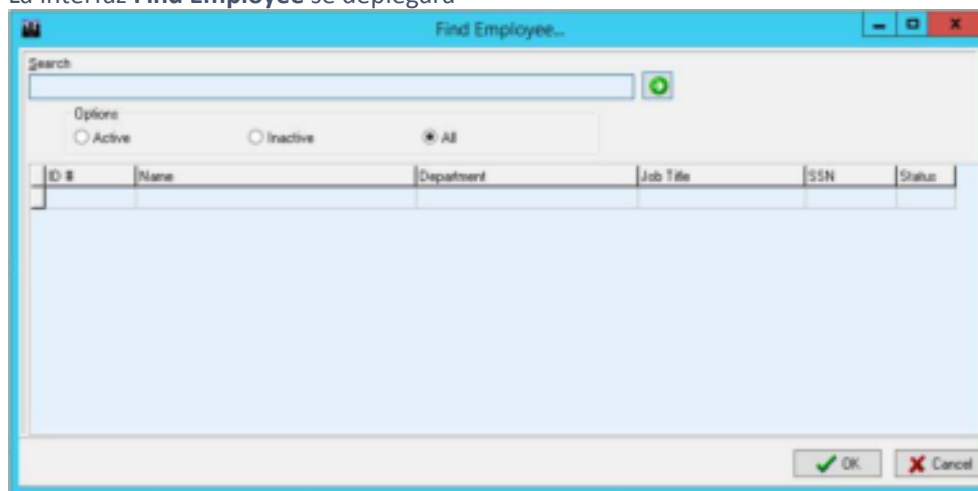 La interfaz Find Employee se deplegara
Find Employee...
Search
Options
Active Inactive All
ID # Name Department Job Title SSN Status
OK Cancel